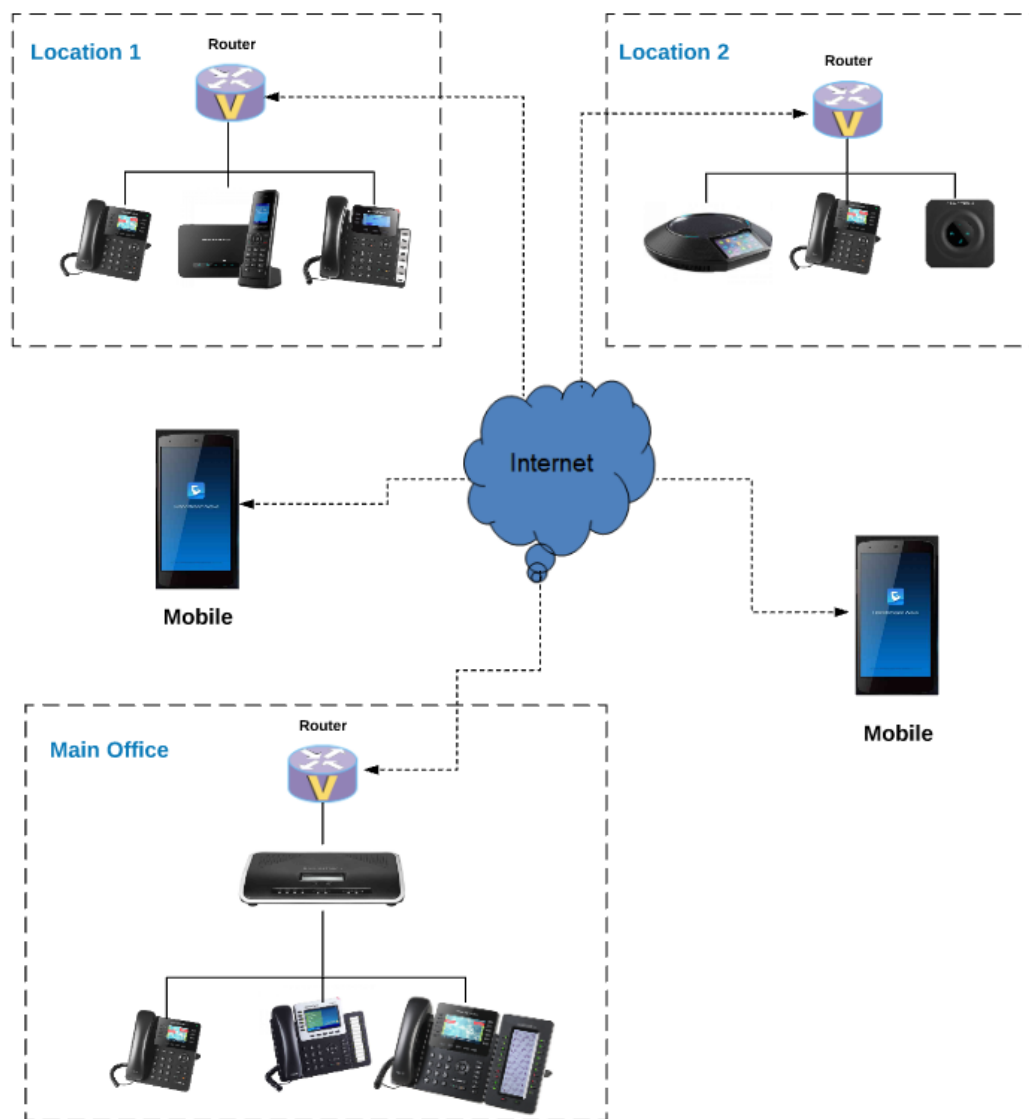 Location 1
Router
Location 2
Router
Internet
Mobile
Mobile
Main Office
Router